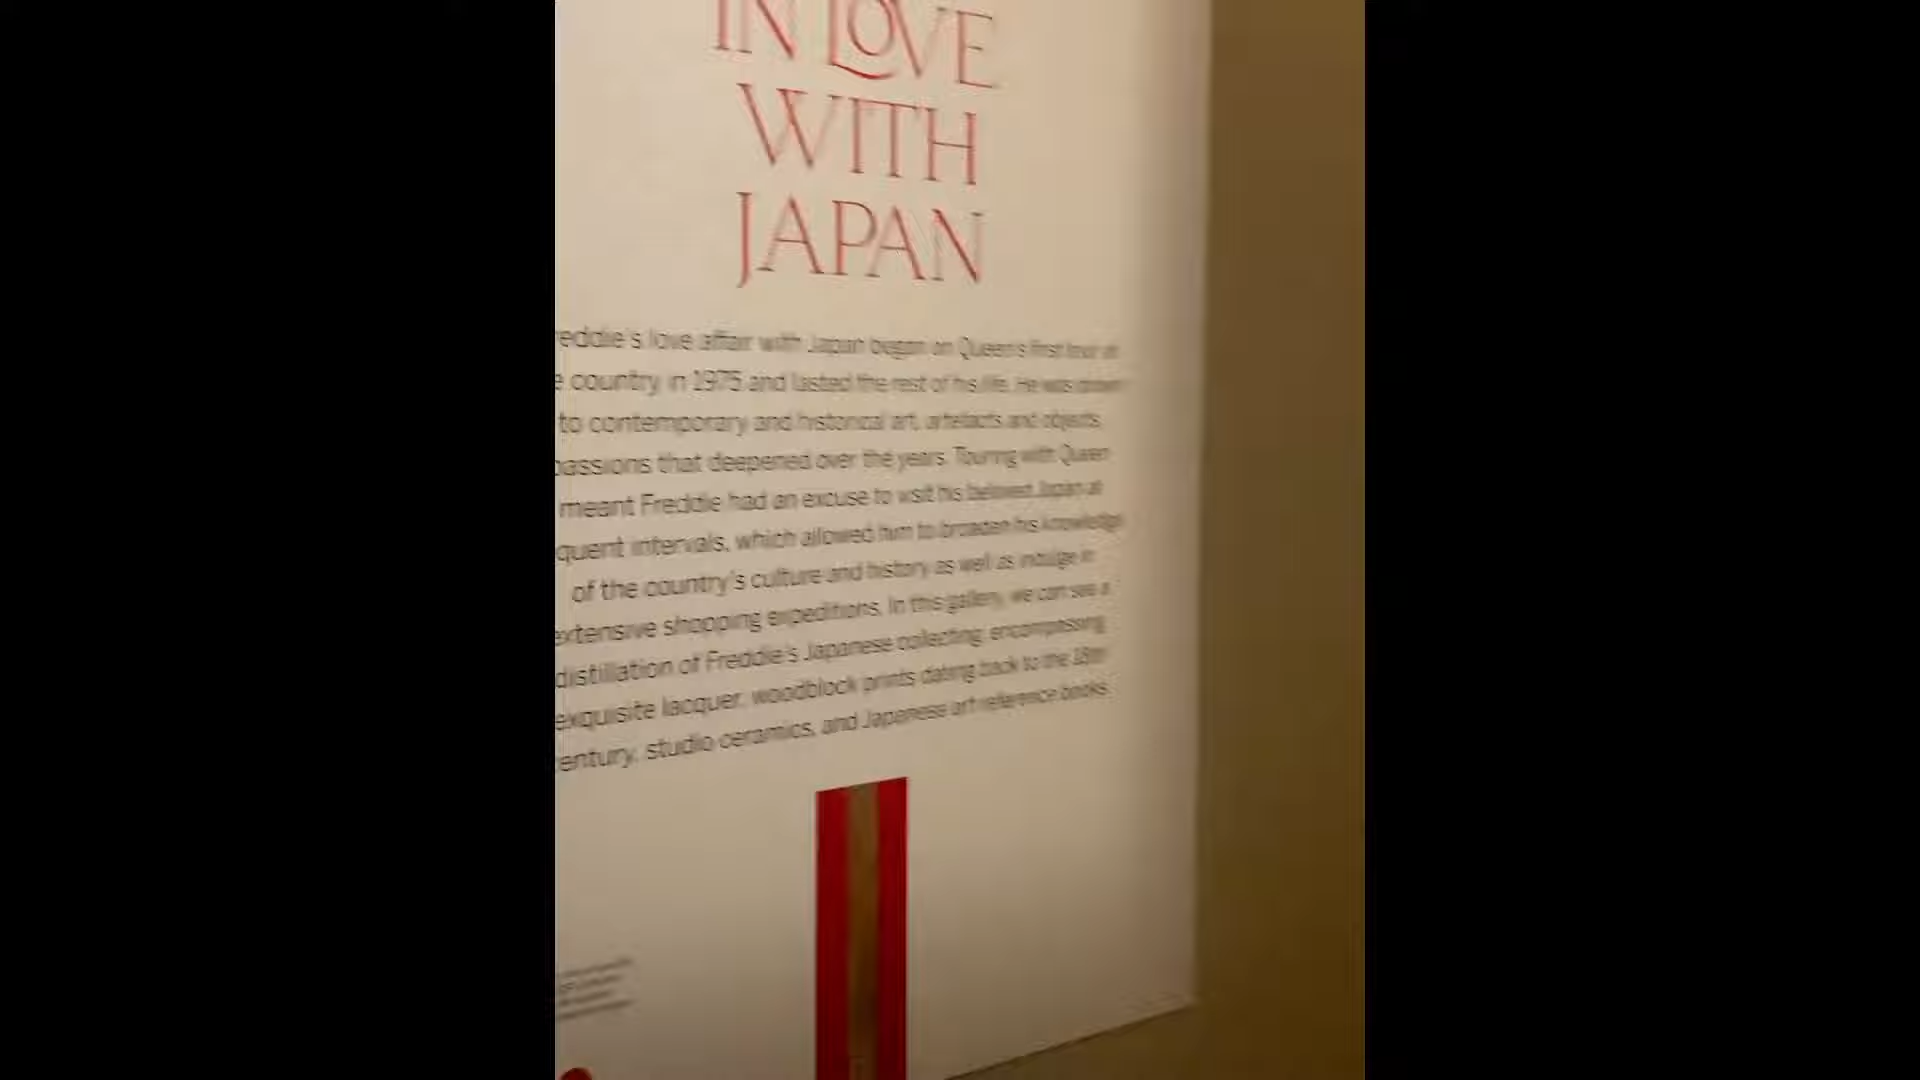 IN LOVE
WITH
JAPAN
reddie's love affair with Japan began on Queen's first tour of
e country in 1975 and lasted the rest of his life. He was drawn
to contemporary and historical art, artefacts and objects,
passions that deepened over the years. Touring with Queen
meant Freddie had an excuse to visit his beloved Japan at
quent intervals, which allowed him to broaden his knowledge
of the country's culture and history as well as indulge in
extensive shopping expeditions. In this gallery, we can see a
distillation of Freddie's Japanese collecting: encompassing
exquisite lacquer, woodblock prints dating back to the 18th
entury, studio ceramics, and Japanese art reference books.